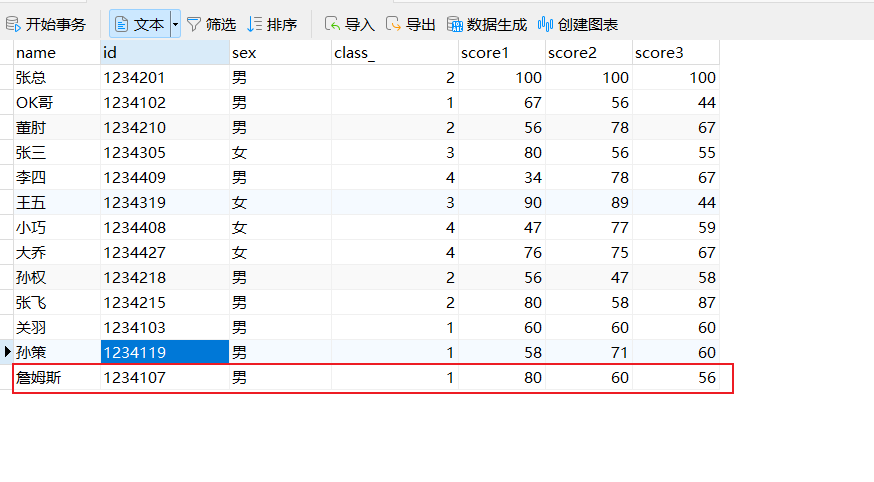 开始事务 文本 筛选 排序 导入 导出 数据生成 创建图表
name id sex class_ score1 score2 score3
张总 1234201 男 2 100 100 100
OK哥 1234102 男 1 67 56 44
董肘 1234210 男 2 56 78 67
张三 1234305 女 3 80 56 55
李四 1234409 男 4 34 78 67
王五 1234319 女 3 90 89 44
小巧 1234408 女 4 47 77 59
大乔 1234427 女 4 76 75 67
孙权 1234218 男 2 56 47 58
张飞 1234215 男 2 80 58 87
关羽 1234103 男 1 60 60 60
孙策 1234119 男 1 58 71 60
詹姆斯 1234107 男 1 80 60 56